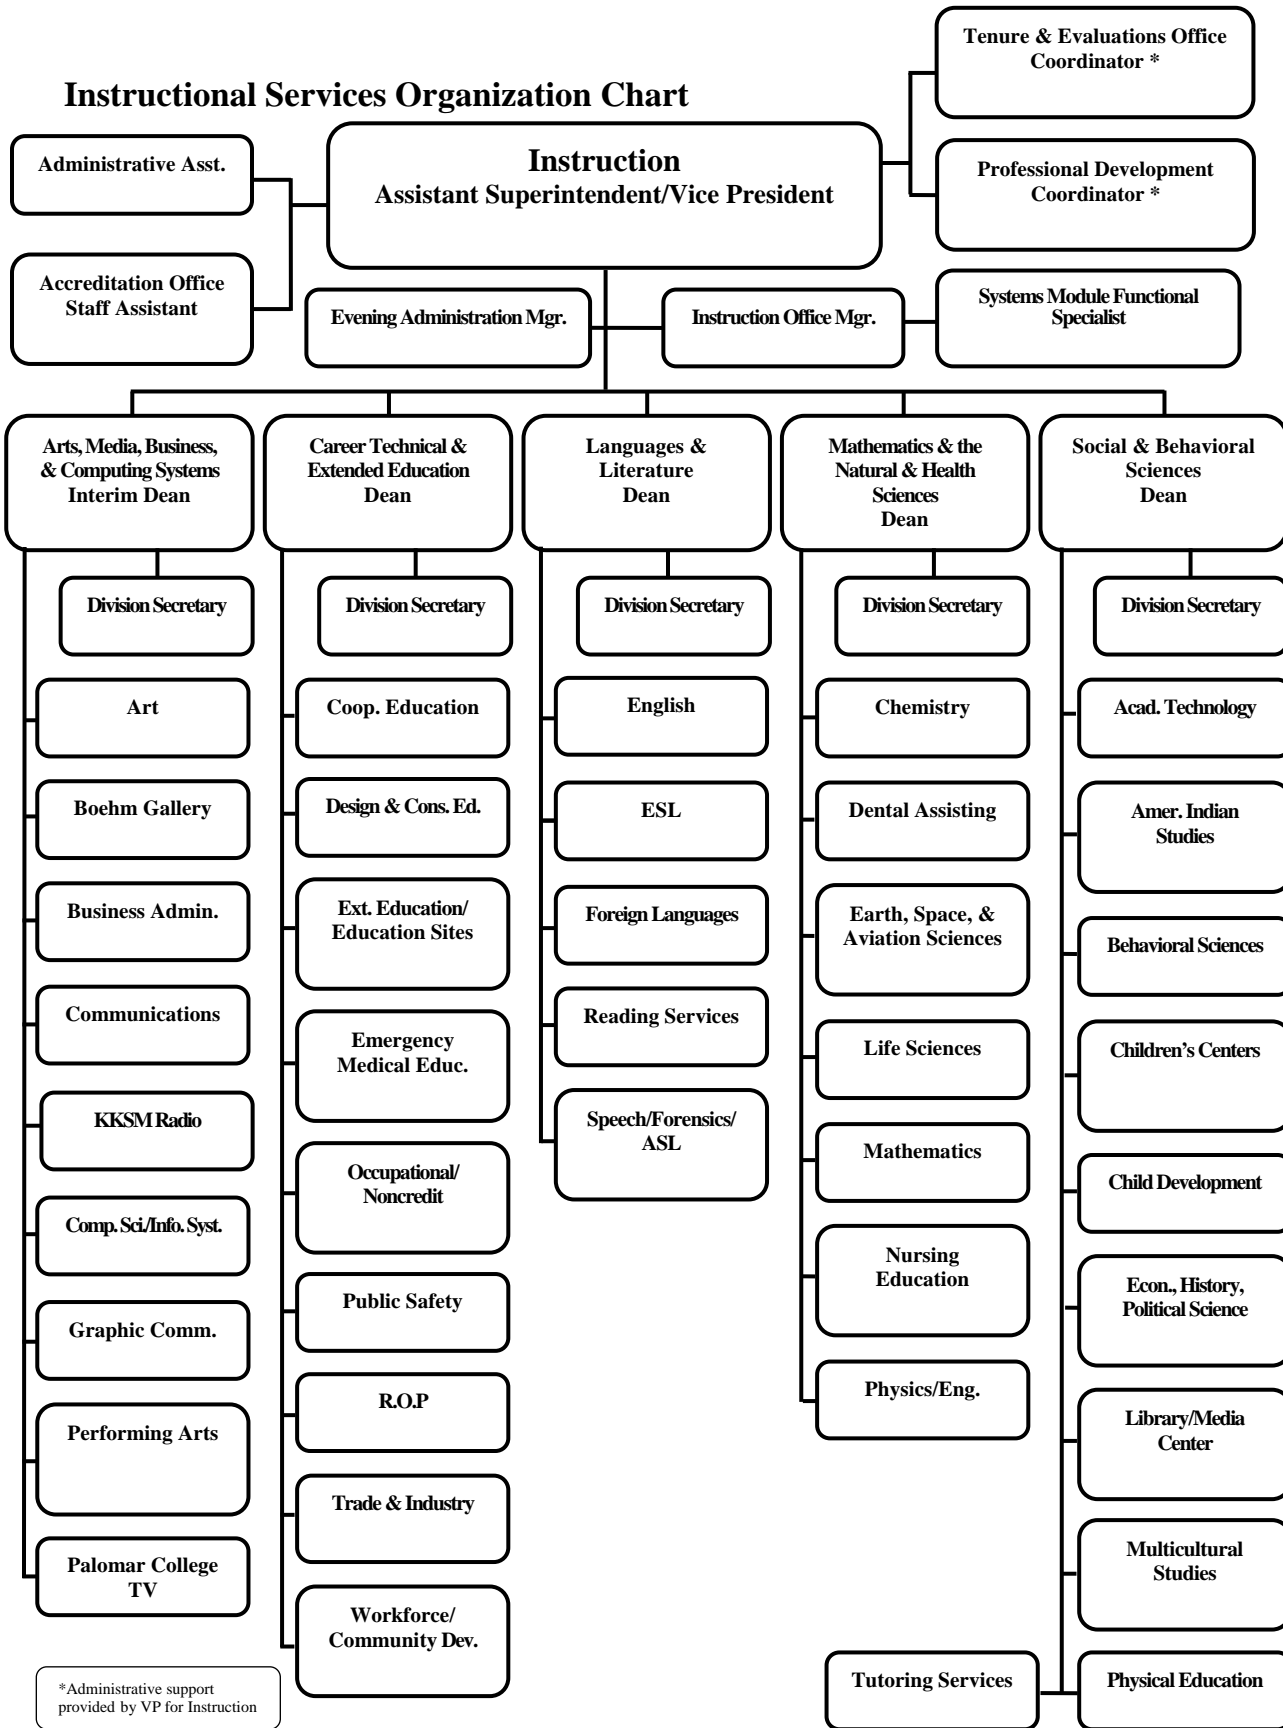 Tenure & Evaluations Office
Coordinator *
Instructional Services Organization Chart
Administrative Asst.
Instruction
Assistant Superintendent/Vice President
Professional Development
Coordinator *
Accreditation Office
Staff Assistant
Evening Administration Mgr.
Instruction Office Mgr.
Systems Module Functional
Specialist
Arts, Media, Business,
& Computing Systems
Interim Dean
Career Technical &
Extended Education
Dean
Languages &
Literature
Dean
Mathematics & the
Natural & Health
Sciences
Dean
Social & Behavioral
Sciences
Dean
Division Secretary
Division Secretary
Division Secretary
Division Secretary
Division Secretary
Art
Boehm Gallery
Business Admin.
Communications
KKSM Radio
Comp. Sci./Info. Syst.
Graphic Comm.
Performing Arts
Palomar College
TV
Coop. Education
Design & Cons. Ed.
Ext. Education/
Education Sites
Emergency
Medical Educ.
Occupational/
Noncredit
Public Safety
R.O.P
Trade & Industry
Workforce/
Community Dev.
English
ESL
Foreign Languages
Reading Services
Speech/Forensics/
ASL
Chemistry
Dental Assisting
Earth, Space, &
Aviation Sciences
Life Sciences
Mathematics
Nursing
Education
Physics/Eng.
Acad. Technology
Amer. Indian
Studies
Behavioral Sciences
Children's Centers
Child Development
Econ., History,
Political Science
Library/Media
Center
Multicultural
Studies
Tutoring Services
Physical Education
*Administrative support
provided by VP for Instruction